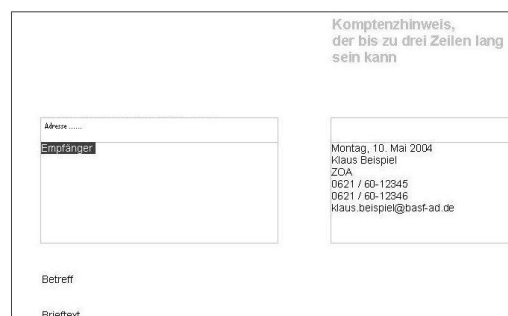 Komptenzhinweis,
der bis zu drei Zeilen lang
sein kann
Adresse ......
Empfänger
Montag, 10. Mai 2004
Klaus Beispiel
ZOA
0621 / 60-12345
0621 / 60-12346
klaus.beispiel@basf-ad.de
Betreff
Brieftext